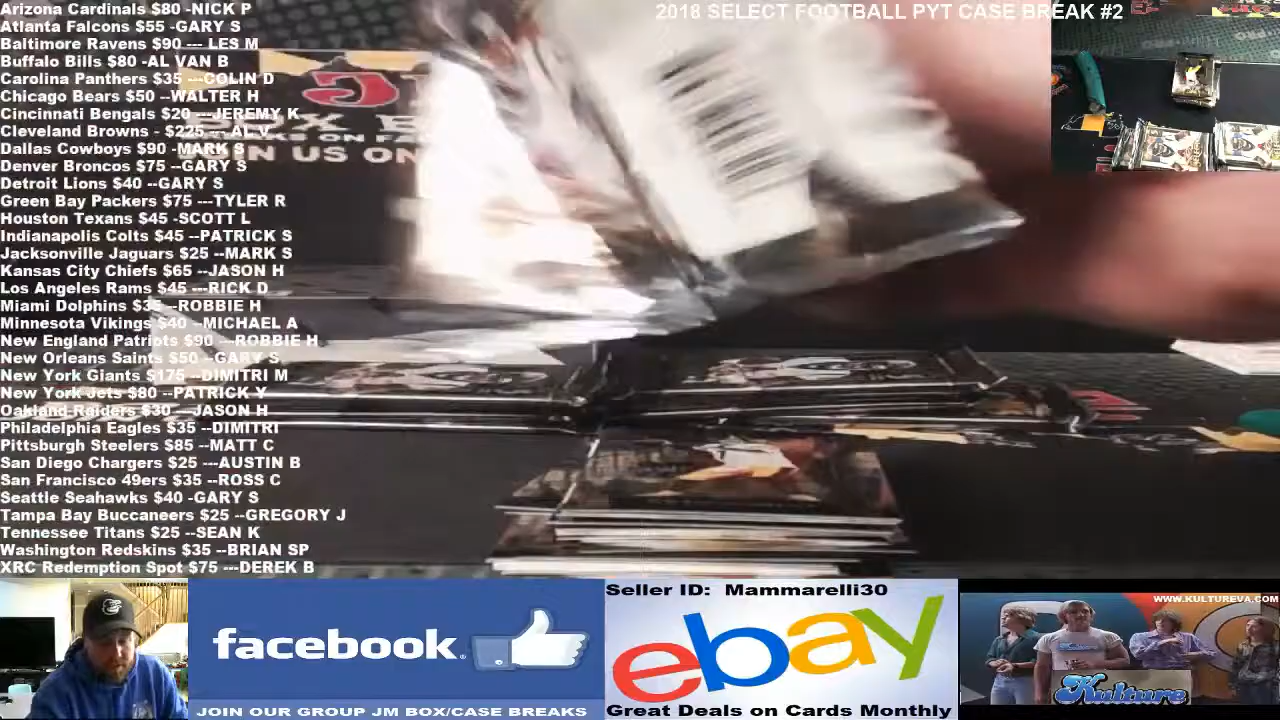 Arizona Cardinals $80 -NICK P
Atlanta Falcons $55 -GARY S
Baltimore Ravens $90 --- LES M
Buffalo Bills $80 -AL VAN B
Carolina Panthers $35 ---COLIN D
Chicago Bears $50 --WALTER H
Cincinnati Bengals $20 ---JEREMY K
Cleveland Browns - $225 --- AL V
Dallas Cowboys $90 -MARK S
Denver Broncos $75 --GARY S
Detroit Lions $40 --GARY S
Green Bay Packers $75 ---TYLER R
Houston Texans $45 -SCOTT L
Indianapolis Colts $45 --PATRICK S
Jacksonville Jaguars $25 --MARK S
Kansas City Chiefs $65 --JASON H
Los Angeles Rams $45 ---RICK D
Miami Dolphins $35 --ROBBIE H
Minnesota Vikings $40 --MICHAEL A
New England Patriots $90 ---ROBBIE H
New Orleans Saints $50 --GARY S
New York Giants $175 --DIMITRI M
New York Jets $80 --PATRICK Y
Oakland Raiders $30 ---JASON H
Philadelphia Eagles $35 --DIMITRI
Pittsburgh Steelers $85 --MATT C
San Diego Chargers $25 ---AUSTIN B
San Francisco 49ers $35 --ROSS C
Seattle Seahawks $40 -GARY S
Tampa Bay Buccaneers $25 --GREGORY J
Tennessee Titans $25 --SEAN K
Washington Redskins $35 --BRIAN SP
XRC Redemption Spot $75 ---DEREK B
2018 SELECT FOOTBALL PYT CASE BREAK #2
JOIN US ON
facebook.
JOIN OUR GROUP JM BOX/CASE BREAKS
Seller ID: Mammarelli30
ebay
Great Deals on Cards Monthly
WWW.KULTUREVA.COM
Kulture